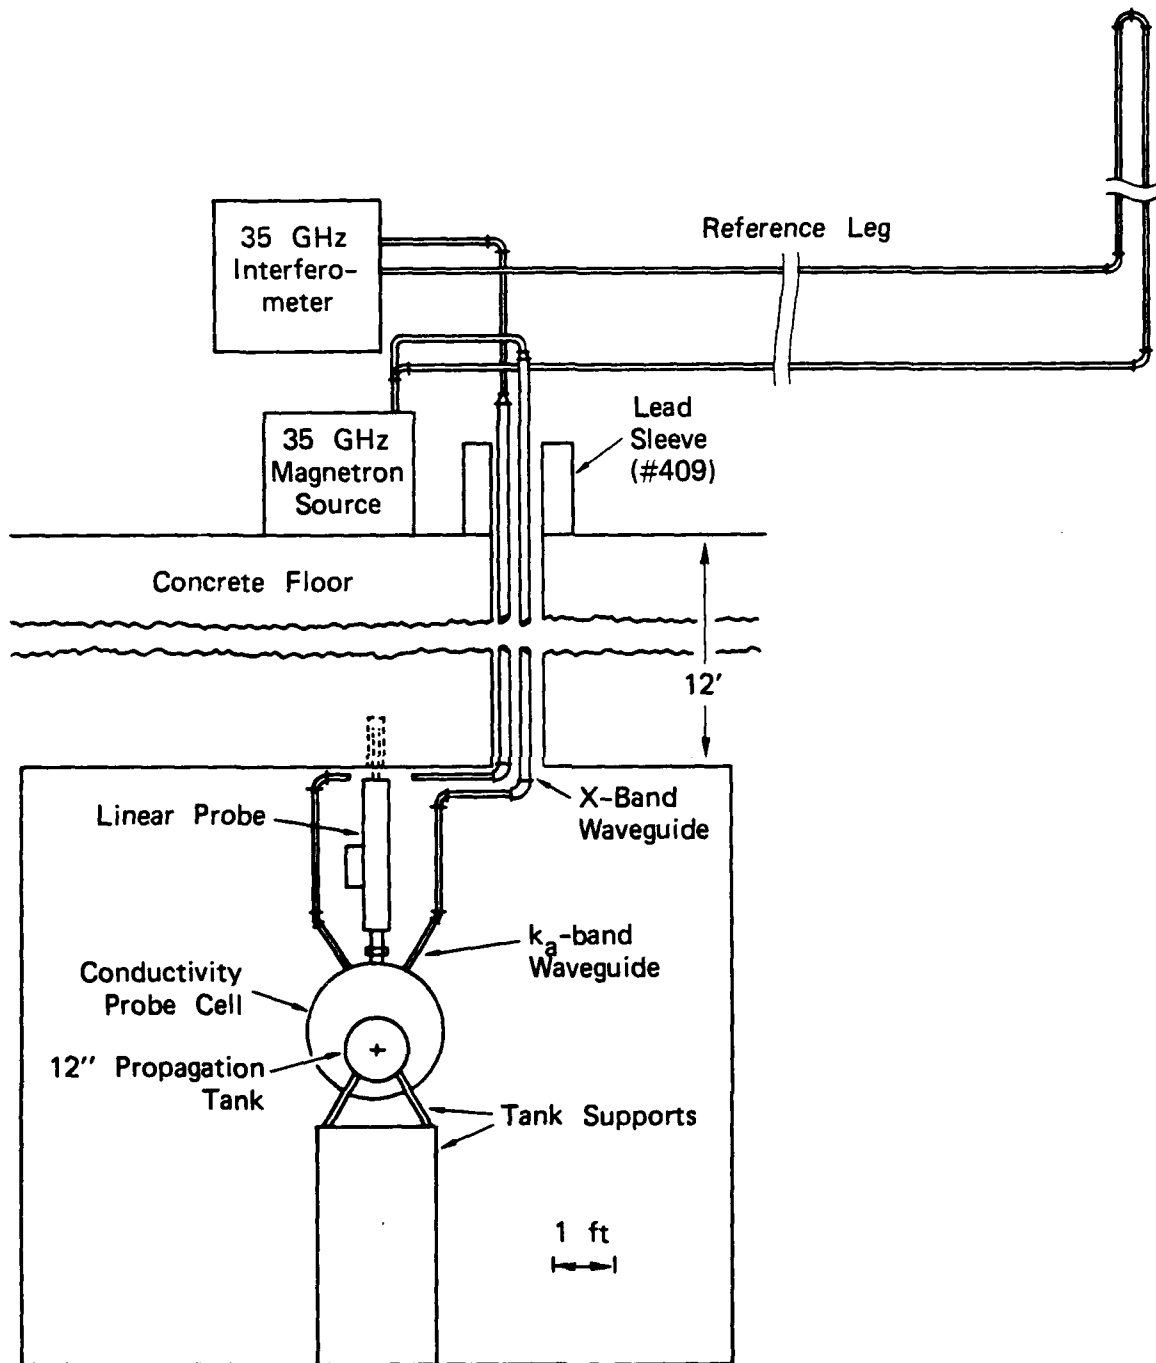 35 GHz
Interfero-
meter
Reference Leg
35 GHz
Magnetron
Source
Lead
Sleeve
(#409)
Concrete Floor
12'
Linear Probe
X-Band
Waveguide
ka-band
Waveguide
Conductivity
Probe Cell
12" Propagation
Tank
Tank Supports
1 ft